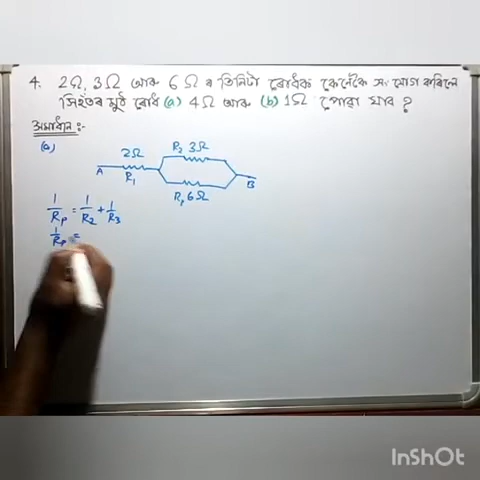 4. 2Ω, 3Ω আৰু 6Ω ৰ তিনিটা ৰোধক কেনেকৈ সংযোগ কৰিলে
সিহঁতৰ মুঠ ৰোধ (a) 4Ω আৰু (b) 1Ω পোৱা যাব ?
সমাধান :-
(a)
2Ω R₂ 3Ω
A B
R₁
Rₚ 6Ω
1/Rₚ = 1/R₂ + 1/R₃
1/Rₚ =
InShOt